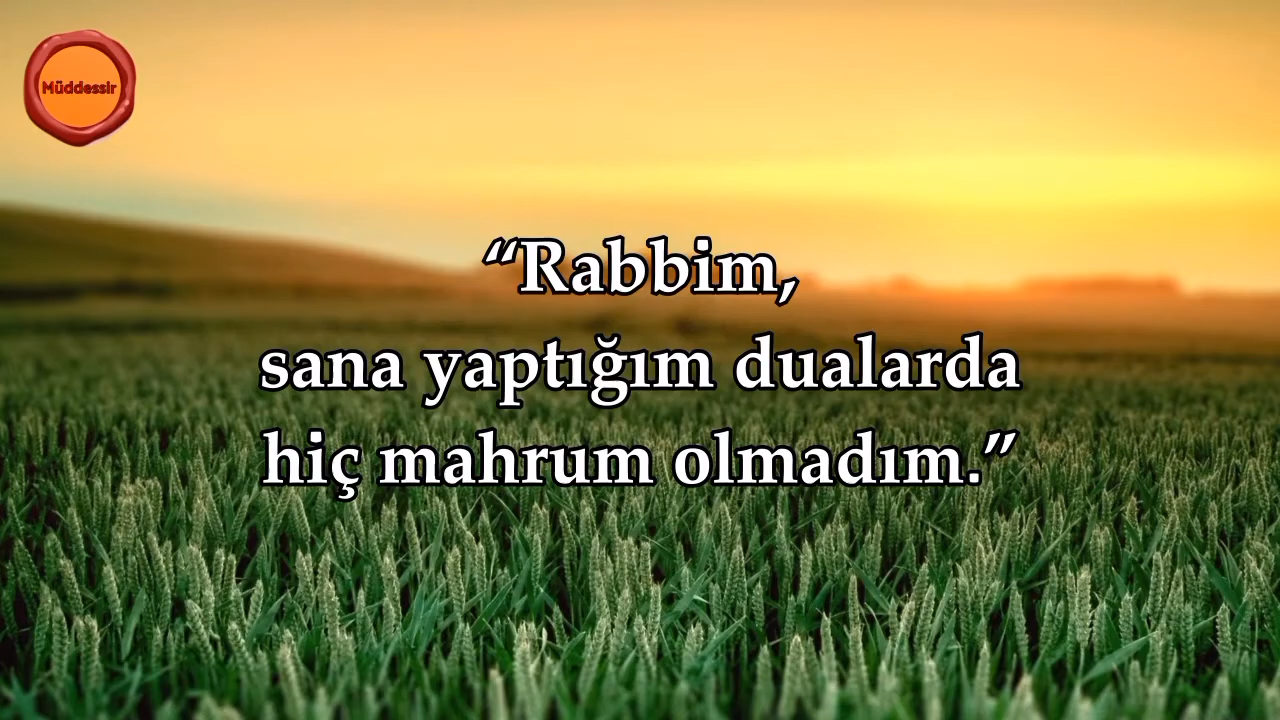 Müddessir
“Rabbim,
sana yaptığım dualarda
hiç mahrum olmadım.”